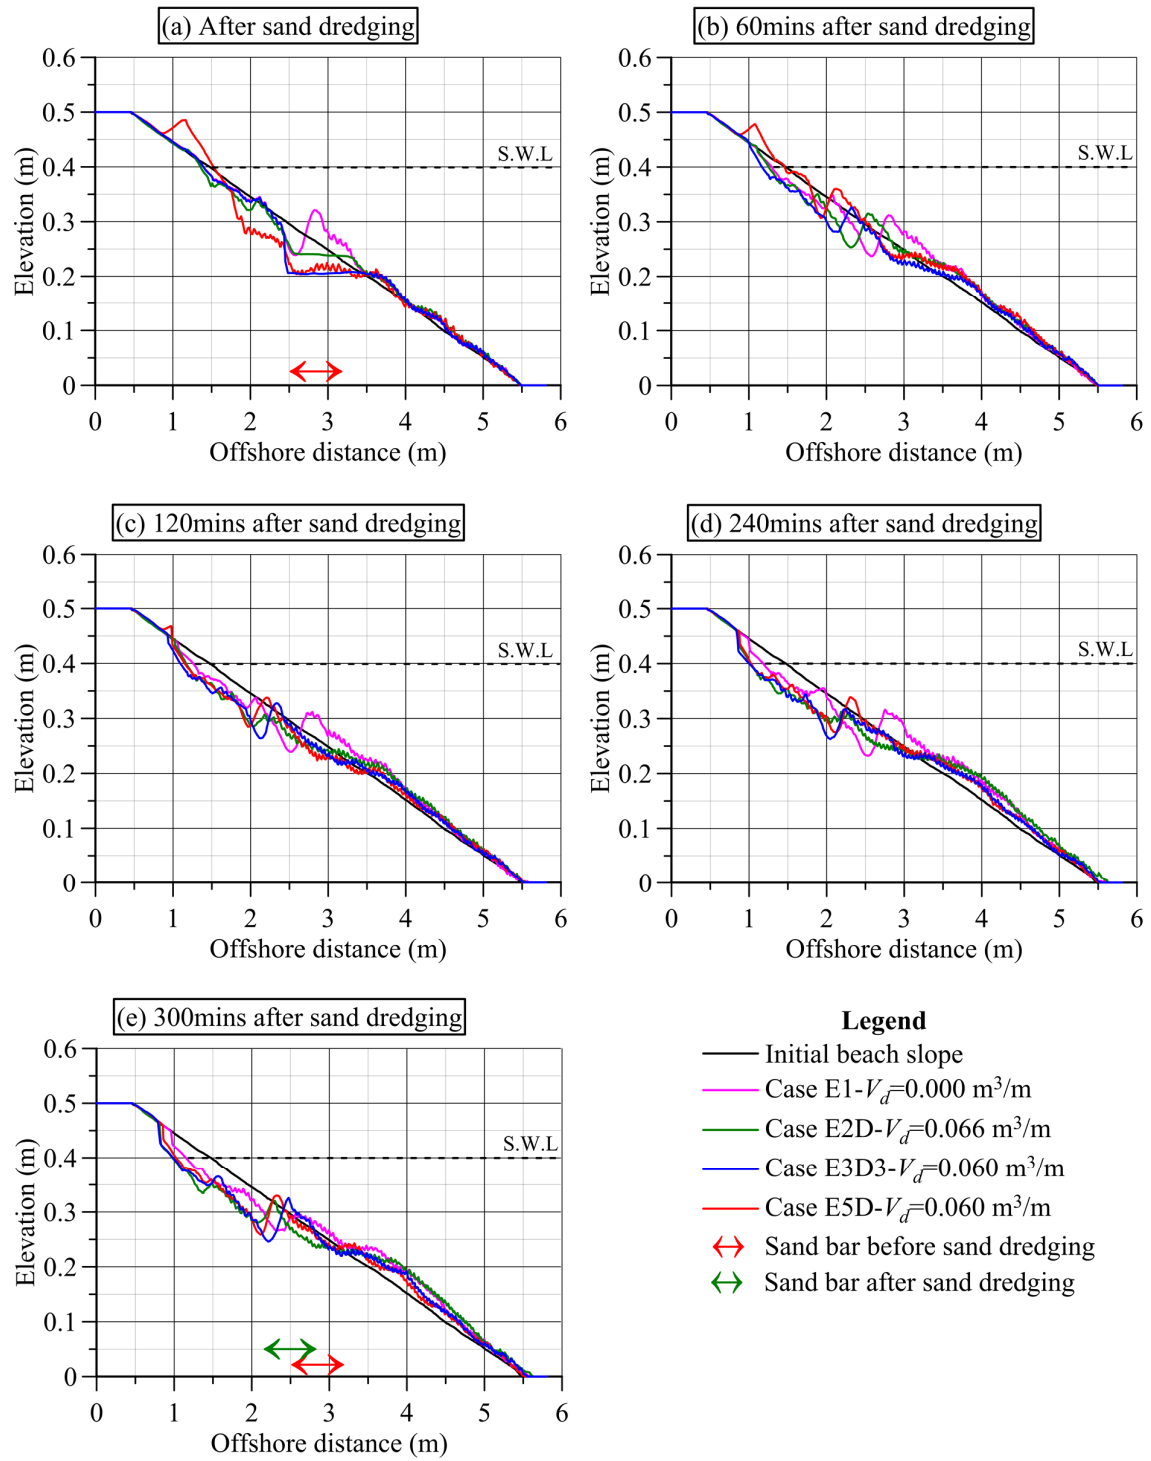 (a) After sand dredging
0.6
0.5
0.4
0.3
0.2
0.1
0
Elevation (m)
S.W.L
0 1 2 3 4 5 6
Offshore distance (m)
(b) 60mins after sand dredging
0.6
0.5
0.4
0.3
0.2
0.1
0
Elevation (m)
S.W.L
0 1 2 3 4 5 6
Offshore distance (m)
(c) 120mins after sand dredging
0.6
0.5
0.4
0.3
0.2
0.1
0
Elevation (m)
S.W.L
0 1 2 3 4 5 6
Offshore distance (m)
(d) 240mins after sand dredging
0.6
0.5
0.4
0.3
0.2
0.1
0
Elevation (m)
S.W.L
0 1 2 3 4 5 6
Offshore distance (m)
(e) 300mins after sand dredging
0.6
0.5
0.4
0.3
0.2
0.1
0
Elevation (m)
S.W.L
0 1 2 3 4 5 6
Offshore distance (m)
Legend
Initial beach slope
Case E1-V_d=0.000 m³/m
Case E2D-V_d=0.066 m³/m
Case E3D3-V_d=0.060 m³/m
Case E5D-V_d=0.060 m³/m
Sand bar before sand dredging
Sand bar after sand dredging